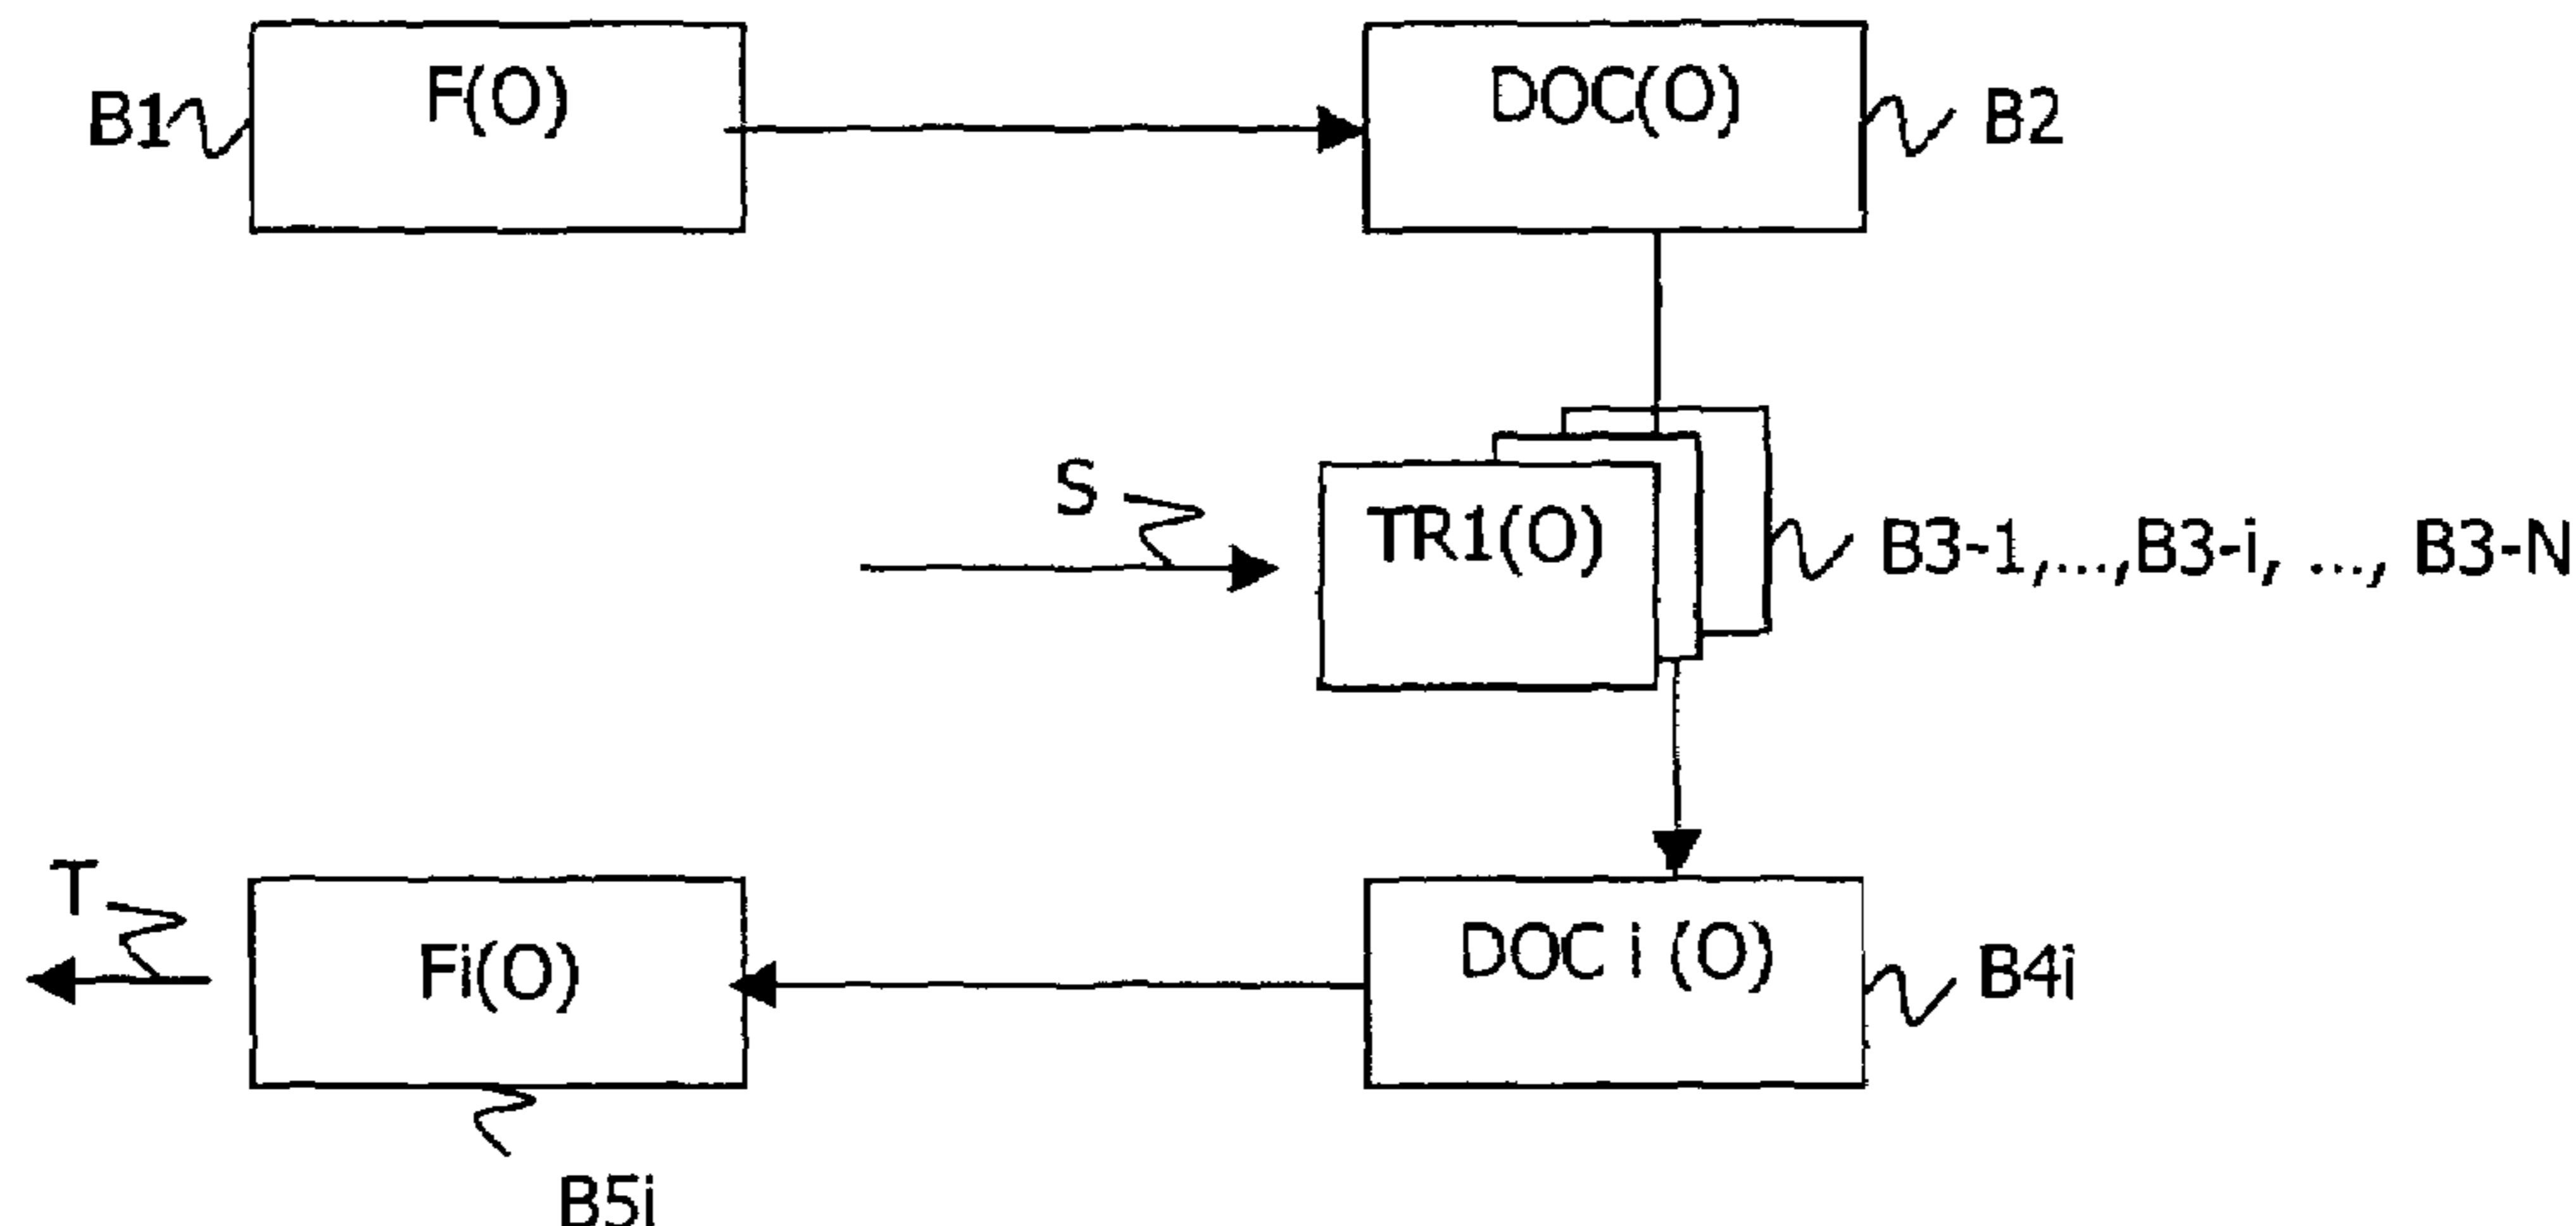 B1
F(O)
DOC(O)
B2
S
TR1(O)
B3-1,...,B3-i, ..., B3-N
T
Fi(O)
DOC i (O)
B4i
B5i